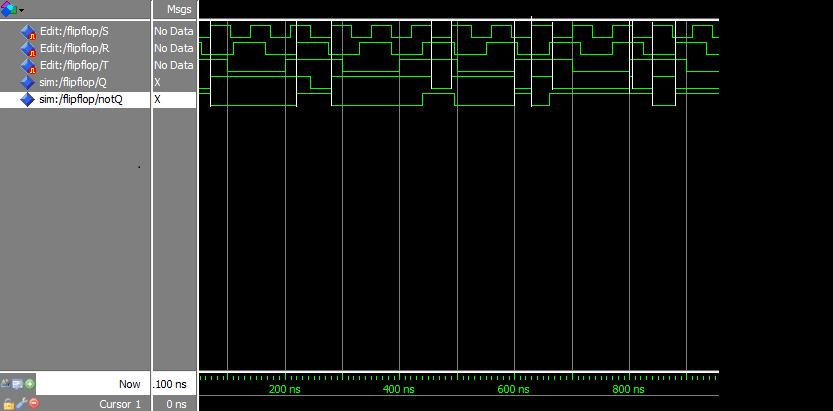 Msgs
Edit:/flipflop/S No Data
Edit:/flipflop/R No Data
Edit:/flipflop/T No Data
sim:/flipflop/Q X
sim:/flipflop/notQ X
Now .100 ns 200 ns 400 ns 600 ns 800 ns
Cursor 1 0 ns